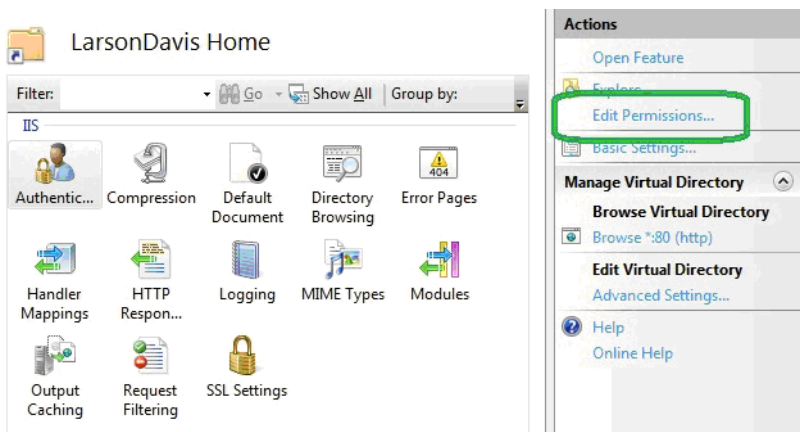 LarsonDavis Home
Filter:
Go
Show All
Group by:
IIS
Authentic...
Compression
Default
Document
Directory
Browsing
404
Error Pages
Handler
Mappings
HTTP
Respon...
Logging
MIME Types
Modules
Output
Caching
Request
Filtering
SSL Settings
Actions
Open Feature
Explore
Edit Permissions...
Basic Settings...
Manage Virtual Directory
Browse Virtual Directory
Browse *:80 (http)
Edit Virtual Directory
Advanced Settings...
Help
Online Help